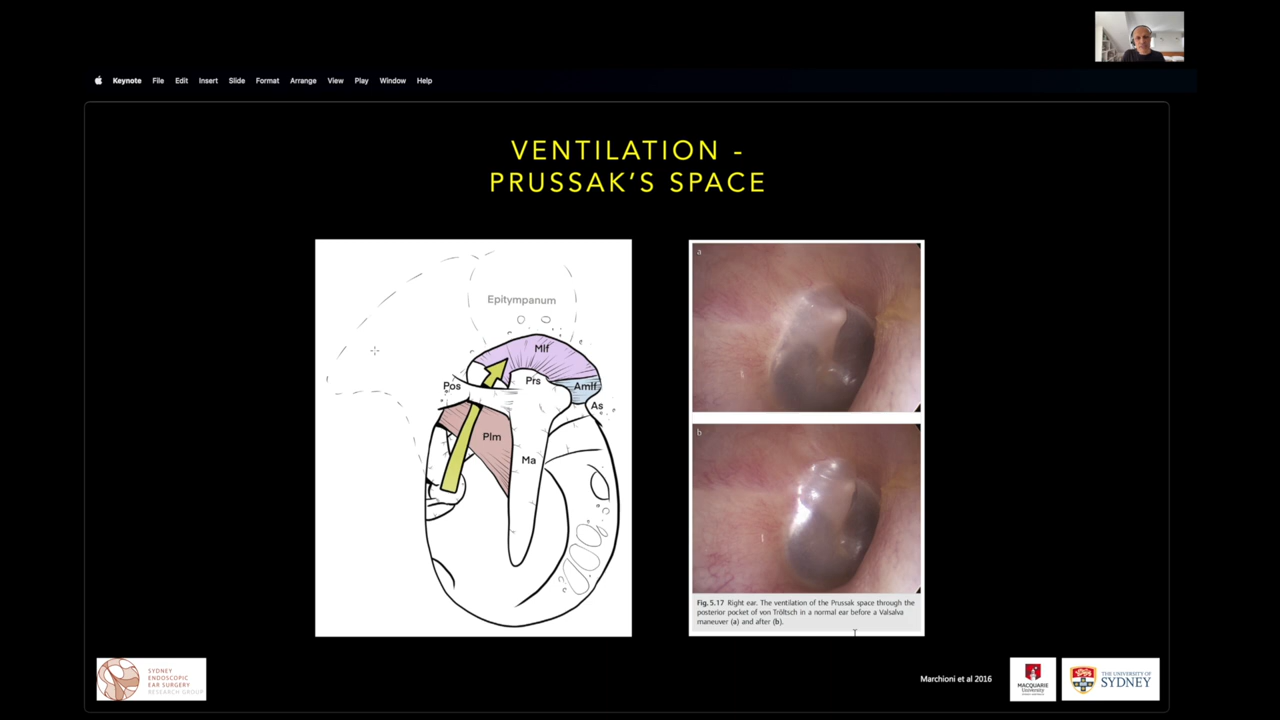 Keynote File Edit Insert Slide Format Arrange View Play Window Help
VENTILATION -
PRUSSAK'S SPACE
Epitympanum
Mlf
Prs
Pos
Amlf
As
Plm
Ma
a
b
Fig. 5.17 Right ear. The ventilation of the Prussak space through the
posterior pocket of von Tröltsch in a normal ear before a Valsalva
maneuver (a) and after (b).
SYDNEY
ENDOSCOPIC
EAR SURGERY
RESEARCH GROUP
Marchioni et al 2016
MACQUARIE
University
THE UNIVERSITY OF
SYDNEY